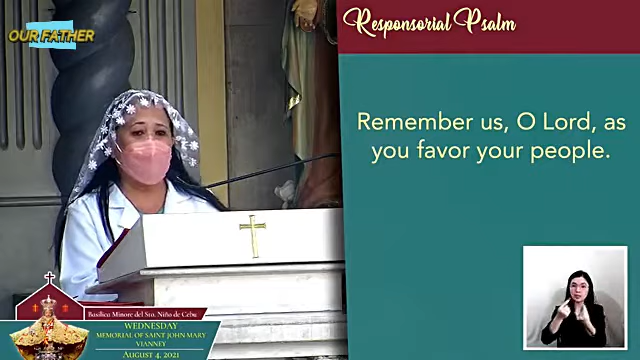 OUR FATHER
Responsorial Psalm
Remember us, O Lord, as
you favor your people.
Basilica Minore del Sto. Niño de Cebu
WEDNESDAY
MEMORIAL OF SAINT JOHN MARY
VIANNEY
AUGUST 4, 2021